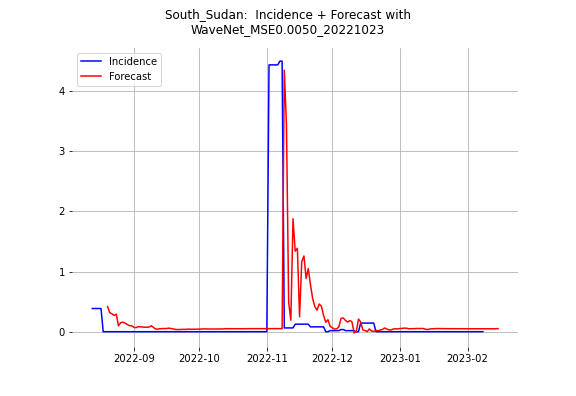 South_Sudan:  Incidence + Forecast with
WaveNet_MSE0.0050_20221023
Incidence
Forecast
4
3
2
1
0
2022-09
2022-10
2022-11
2022-12
2023-01
2023-02